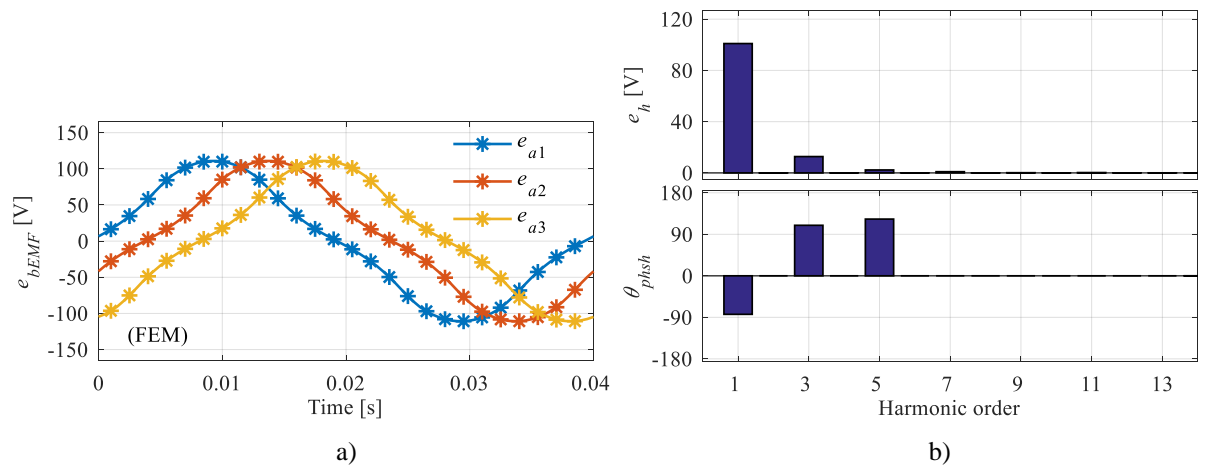 150
100
50
0
-50
-100
-150
e_bEMF [V]
e_a1
e_a2
e_a3
(FEM)
0 0.01 0.02 0.03 0.04
Time [s]
a)
120
80
40
0
e_h [V]
180
90
0
-90
-180
θ_phsh
1 3 5 7 9 11 13
Harmonic order
b)